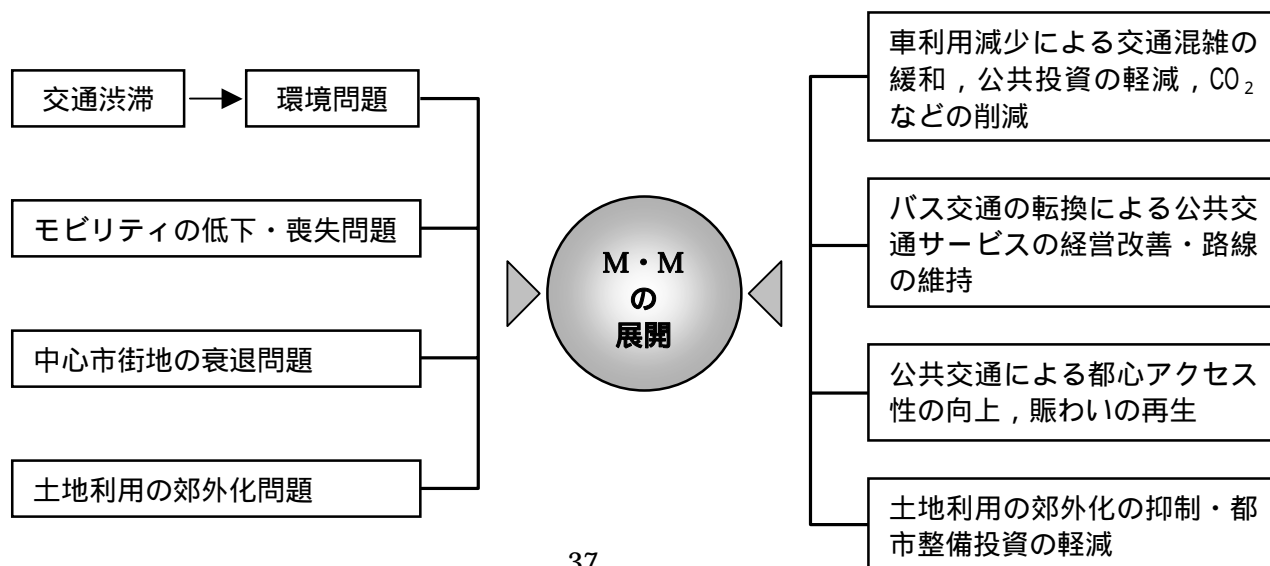 交通渋滞
環境問題
モビリティの低下・喪失問題
中心市街地の衰退問題
土地利用の郊外化問題
M・M
の
展開
車利用減少による交通混雑の
緩和，公共投資の軽減，CO₂
などの削減
バス交通の転換による公共交
通サービスの経営改善・路線
の維持
公共交通による都心アクセス
性の向上，賑わいの再生
土地利用の郊外化の抑制・都
市整備投資の軽減
37